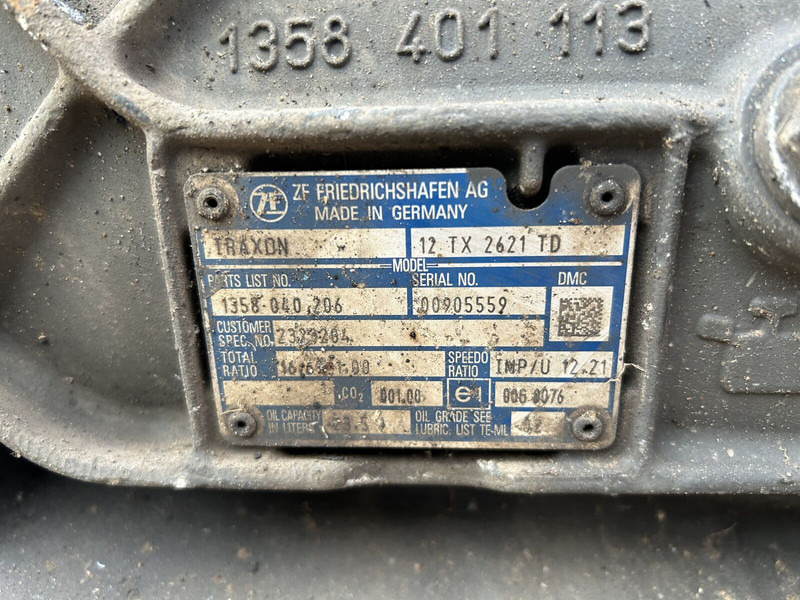 1358 401 113
ZF ZF FRIEDRICHSHAFEN AG
MADE IN GERMANY
TRAXON 12 TX 2621 TD
MODEL
PARTS LIST NO. SERIAL NO. DMC
1358 040 206 00905559
CUSTOMER
SPEC. NO.
TOTAL
RATIO
SPEEDO
RATIO
IMP/U 12.21
CO₂ 001.00 e1
OIL CAPACITY
IN LITERS
OIL GRADE SEE
LUBRIC. LIST TE-ML